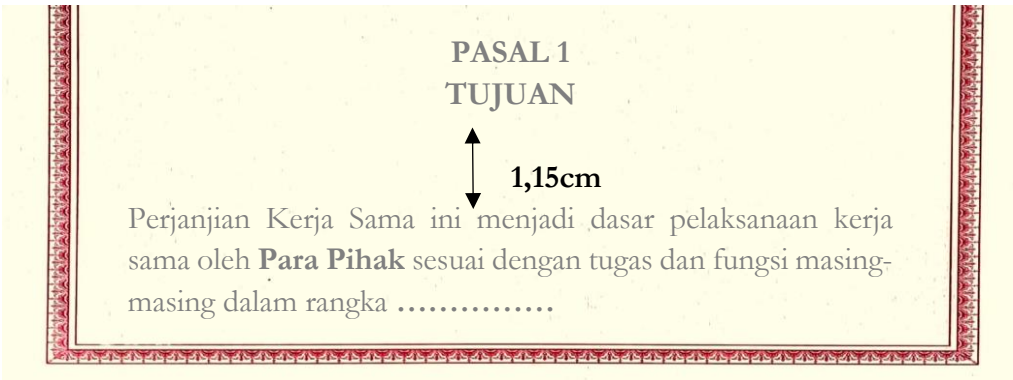 PASAL 1
TUJUAN
1,15cm
Perjanjian Kerja Sama ini menjadi dasar pelaksanaan kerja
sama oleh Para Pihak sesuai dengan tugas dan fungsi masing-
masing dalam rangka ……………